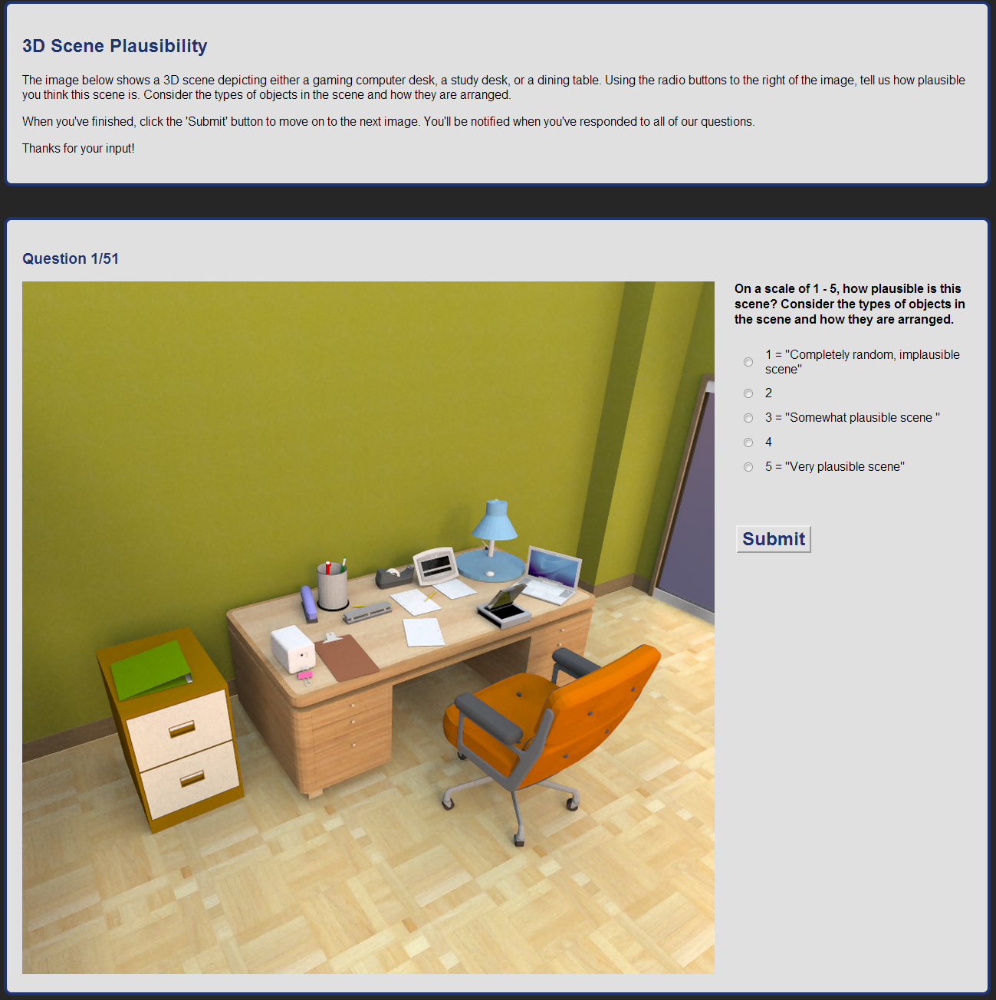 3D Scene Plausibility
The image below shows a 3D scene depicting either a gaming computer desk, a study desk, or a dining table. Using the radio buttons to the right of the image, tell us how plausible
you think this scene is. Consider the types of objects in the scene and how they are arranged.
When you've finished, click the 'Submit' button to move on to the next image. You'll be notified when you've responded to all of our questions.
Thanks for your input!
Question 1/51
On a scale of 1 - 5, how plausible is this
scene? Consider the types of objects in
the scene and how they are arranged.
1 = "Completely random, implausible
scene"
2
3 = "Somewhat plausible scene "
4
5 = "Very plausible scene"
Submit